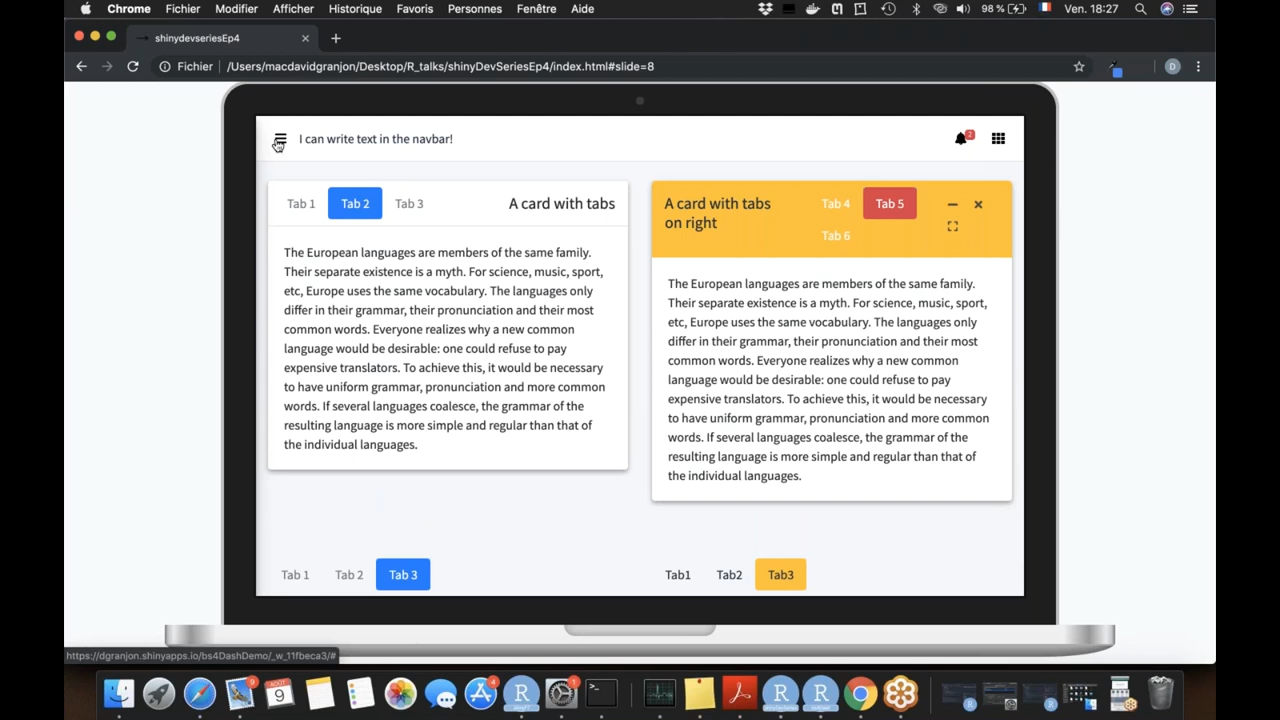 Chrome Fichier Modifier Afficher Historique Favoris Personnes Fenêtre Aide 98 % Ven. 18:27
shinydevseriesEp4
Fichier /Users/macdavidgranjon/Desktop/R_talks/shinyDevSeriesEp4/index.html#slide=8 D
I can write text in the navbar! 2
Tab 1 Tab 2 Tab 3 A card with tabs
The European languages are members of the same family.
Their separate existence is a myth. For science, music, sport,
etc, Europe uses the same vocabulary. The languages only
differ in their grammar, their pronunciation and their most
common words. Everyone realizes why a new common
language would be desirable: one could refuse to pay
expensive translators. To achieve this, it would be necessary
to have uniform grammar, pronunciation and more common
words. If several languages coalesce, the grammar of the
resulting language is more simple and regular than that of
the individual languages.
A card with tabs
on right
Tab 4 Tab 5
Tab 6
The European languages are members of the same family.
Their separate existence is a myth. For science, music, sport,
etc, Europe uses the same vocabulary. The languages only
differ in their grammar, their pronunciation and their most
common words. Everyone realizes why a new common
language would be desirable: one could refuse to pay
expensive translators. To achieve this, it would be necessary
to have uniform grammar, pronunciation and more common
words. If several languages coalesce, the grammar of the
resulting language is more simple and regular than that of
the individual languages.
Tab 1 Tab 2 Tab 3
Tab1 Tab2 Tab3
https://dgranjon.shinyapps.io/bs4DashDemo/_w_11fbeca3/#
9 AOÛT 9 4 R 1 R R